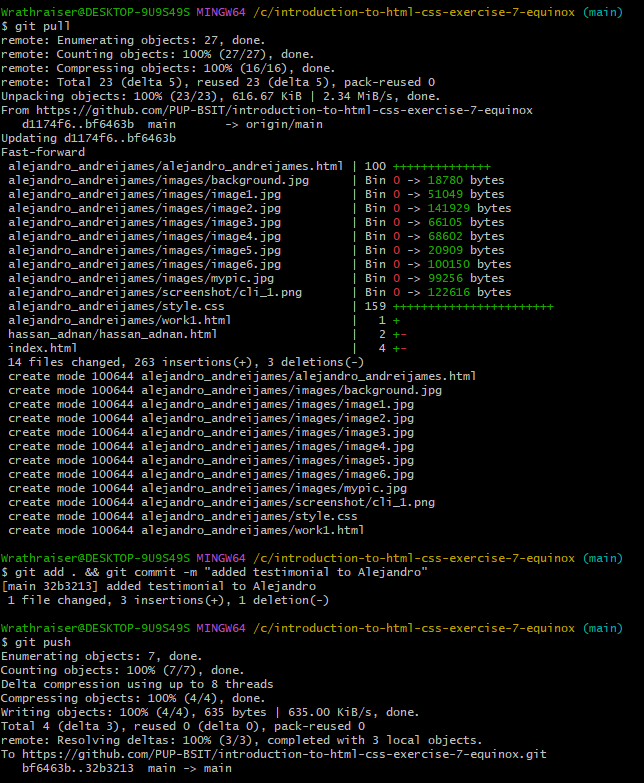 Wrathraiser@DESKTOP-9U9S49S MINGW64 /c/introduction-to-html-css-exercise-7-equinox (main)
$ git pull
remote: Enumerating objects: 27, done.
remote: Counting objects: 100% (27/27), done.
remote: Compressing objects: 100% (16/16), done.
remote: Total 23 (delta 5), reused 23 (delta 5), pack-reused 0
Unpacking objects: 100% (23/23), 616.67 KiB | 2.34 MiB/s, done.
From https://github.com/PUP-BSIT/introduction-to-html-css-exercise-7-equinox
   d1174f6..bf6463b  main       -> origin/main
Updating d1174f6..bf6463b
Fast-forward
 alejandro_andreijames/alejandro_andreijames.html | 100 ++++++++++++++
 alejandro_andreijames/images/background.jpg      | Bin 0 -> 18780 bytes
 alejandro_andreijames/images/image1.jpg          | Bin 0 -> 51049 bytes
 alejandro_andreijames/images/image2.jpg          | Bin 0 -> 141929 bytes
 alejandro_andreijames/images/image3.jpg          | Bin 0 -> 66105 bytes
 alejandro_andreijames/images/image4.jpg          | Bin 0 -> 68602 bytes
 alejandro_andreijames/images/image5.jpg          | Bin 0 -> 20909 bytes
 alejandro_andreijames/images/image6.jpg          | Bin 0 -> 100150 bytes
 alejandro_andreijames/images/mypic.jpg           | Bin 0 -> 99256 bytes
 alejandro_andreijames/screenshot/cli_1.png       | Bin 0 -> 122616 bytes
 alejandro_andreijames/style.css                  | 159 +++++++++++++++++++++++
 alejandro_andreijames/work1.html                 |   1 +
 hassan_adnan/hassan_adnan.html                   |   2 +-
 index.html                                       |   4 +-
 14 files changed, 263 insertions(+), 3 deletions(-)
 create mode 100644 alejandro_andreijames/alejandro_andreijames.html
 create mode 100644 alejandro_andreijames/images/background.jpg
 create mode 100644 alejandro_andreijames/images/image1.jpg
 create mode 100644 alejandro_andreijames/images/image2.jpg
 create mode 100644 alejandro_andreijames/images/image3.jpg
 create mode 100644 alejandro_andreijames/images/image4.jpg
 create mode 100644 alejandro_andreijames/images/image5.jpg
 create mode 100644 alejandro_andreijames/images/image6.jpg
 create mode 100644 alejandro_andreijames/images/mypic.jpg
 create mode 100644 alejandro_andreijames/screenshot/cli_1.png
 create mode 100644 alejandro_andreijames/style.css
 create mode 100644 alejandro_andreijames/work1.html
Wrathraiser@DESKTOP-9U9S49S MINGW64 /c/introduction-to-html-css-exercise-7-equinox (main)
$ git add . && git commit -m "added testimonial to Alejandro"
[main 32b3213] added testimonial to Alejandro
 1 file changed, 3 insertions(+), 1 deletion(-)
Wrathraiser@DESKTOP-9U9S49S MINGW64 /c/introduction-to-html-css-exercise-7-equinox (main)
$ git push
Enumerating objects: 7, done.
Counting objects: 100% (7/7), done.
Delta compression using up to 8 threads
Compressing objects: 100% (4/4), done.
Writing objects: 100% (4/4), 635 bytes | 635.00 KiB/s, done.
Total 4 (delta 3), reused 0 (delta 0), pack-reused 0
remote: Resolving deltas: 100% (3/3), completed with 3 local objects.
To https://github.com/PUP-BSIT/introduction-to-html-css-exercise-7-equinox.git
   bf6463b..32b3213  main -> main